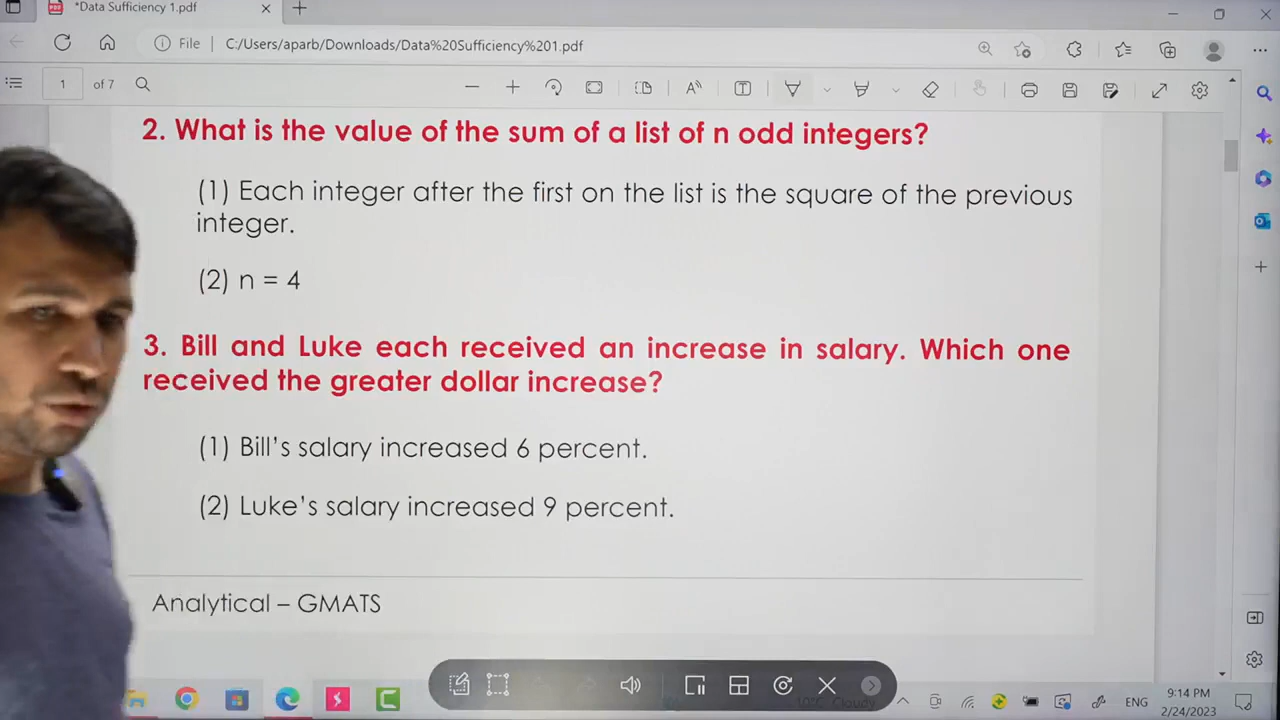 *Data Sufficiency 1.pdf
File
C:/Users/aparb/Downloads/Data%20Sufficiency%201.pdf
1 of 7
2. What is the value of the sum of a list of n odd integers?
(1) Each integer after the first on the list is the square of the previous
integer.
(2) n = 4
3. Bill and Luke each received an increase in salary. Which one
received the greater dollar increase?
(1) Bill's salary increased 6 percent.
(2) Luke's salary increased 9 percent.
Analytical – GMATS
10°C Cloudy
ENG
9:14 PM
2/24/2023